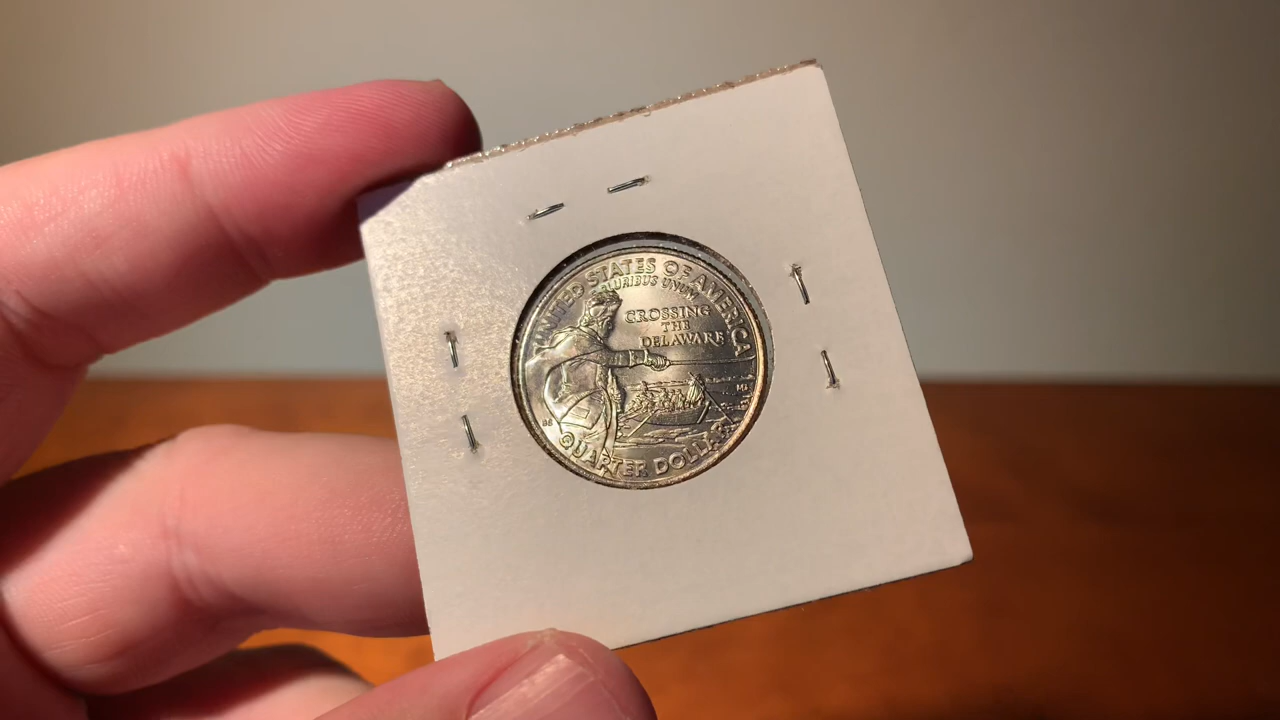 UNITED STATES OF AMERICA
PLURIBUS UNUM
CROSSING
THE
DELAWARE
QUARTER DOLLAR